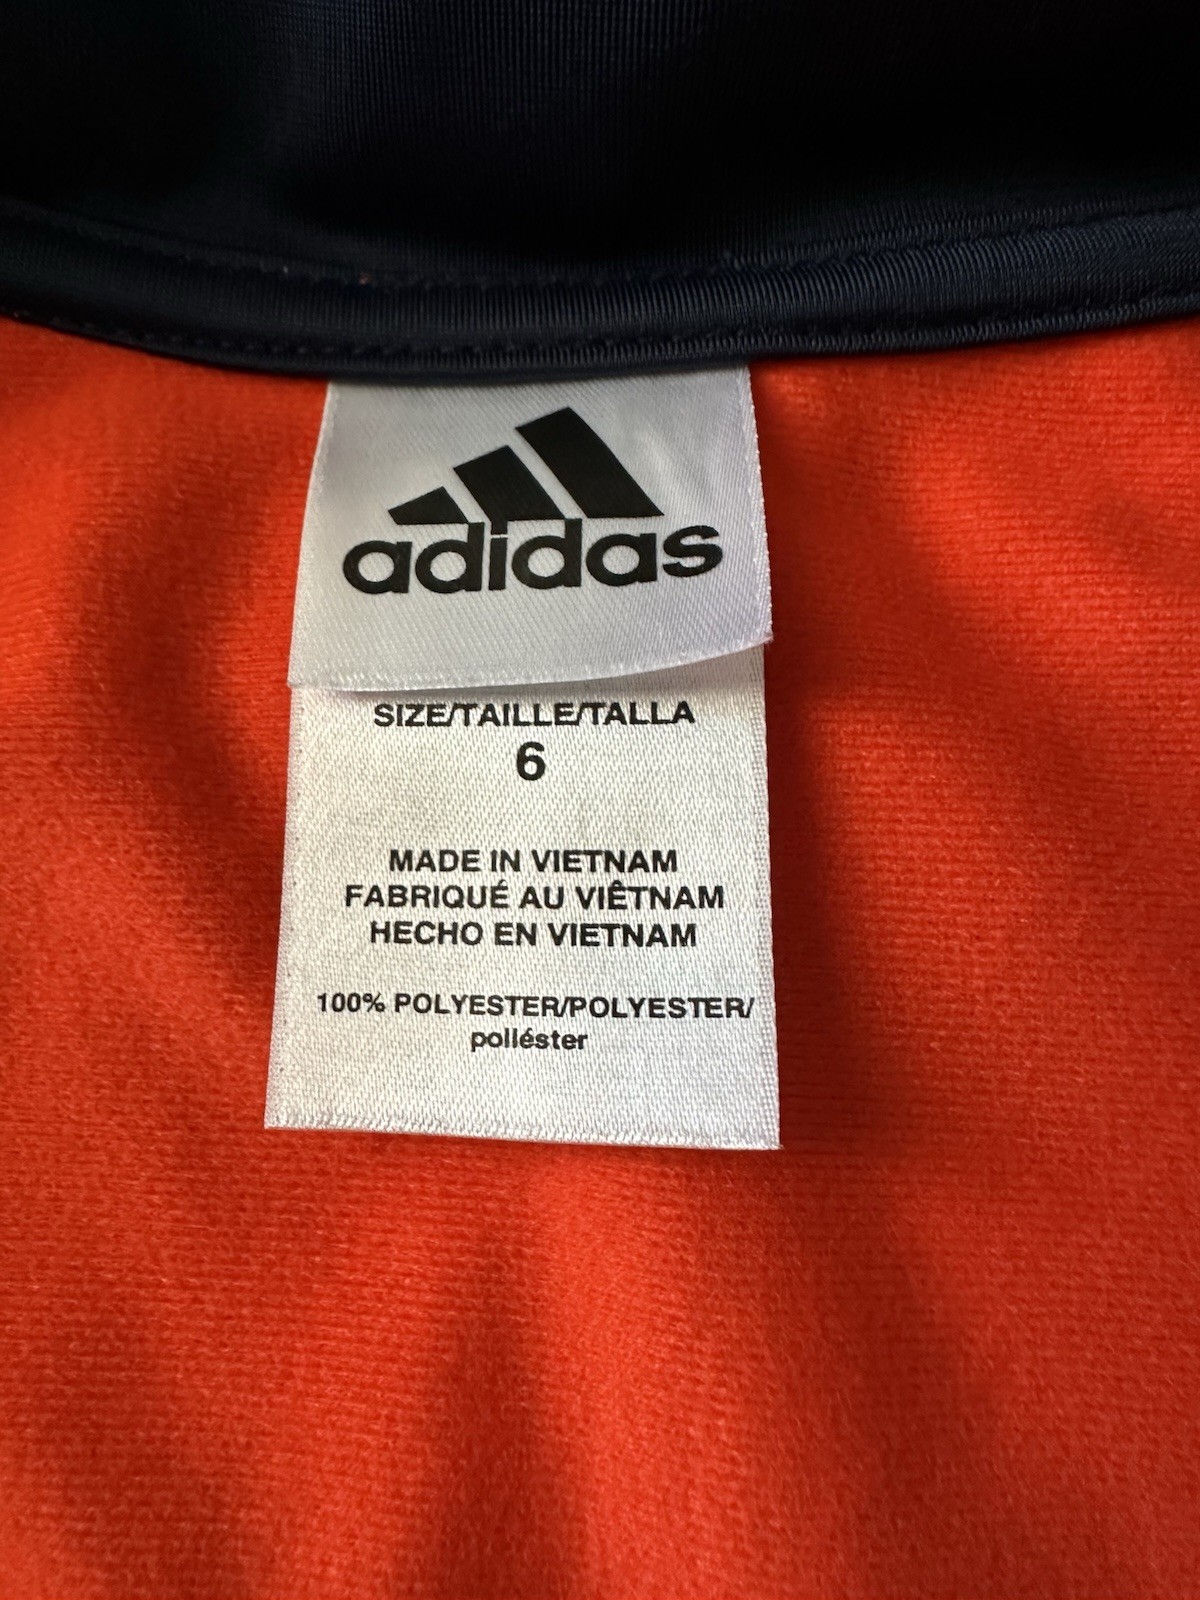 adidas
SIZE/TAILLE/TALLA
6
MADE IN VIETNAM
FABRIQUÉ AU VIÊTNAM
HECHO EN VIETNAM
100% POLYESTER/POLYESTER/
poliéster